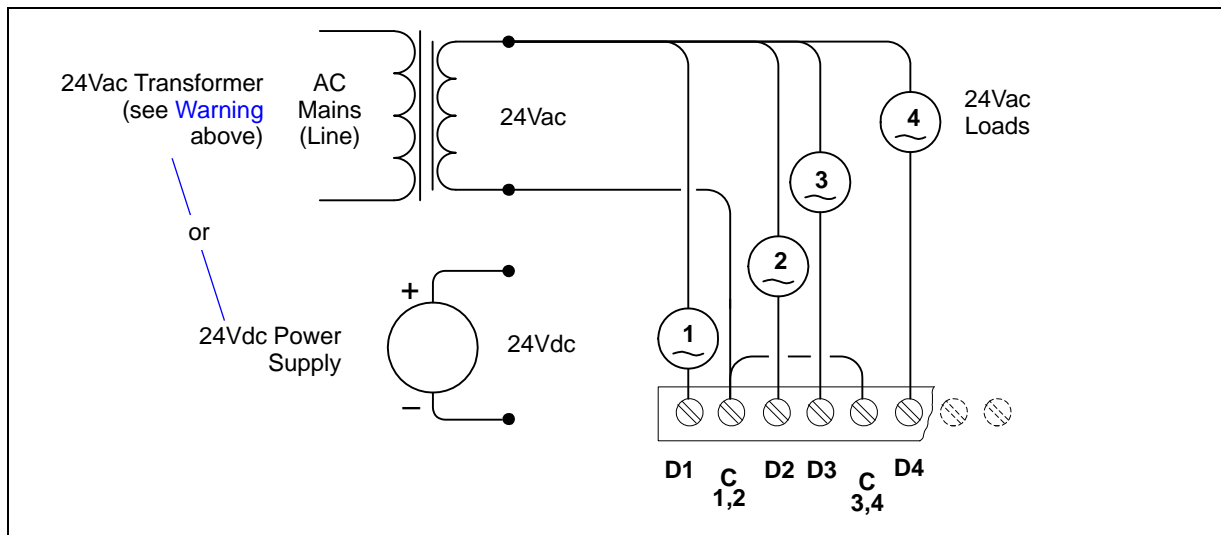 24Vac Transformer
(see Warning
above)
AC
Mains
(Line)
24Vac
24Vac
Loads
4
3
2
1
or
24Vdc Power
Supply
+
24Vdc
–
D1
C
1,2
D2
D3
C
3,4
D4